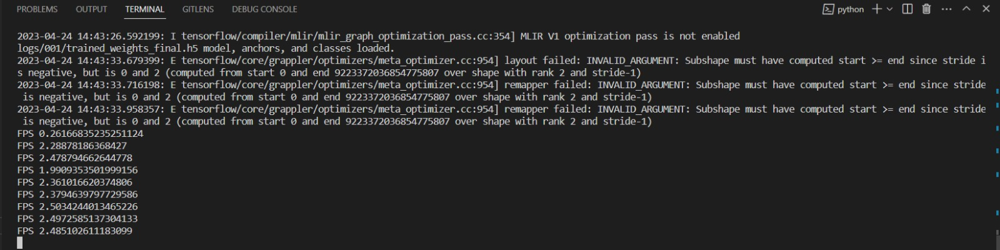 PROBLEMS OUTPUT TERMINAL GITLENS DEBUG CONSOLE python
2023-04-24 14:43:26.592199: I tensorflow/compiler/mlir/mlir_graph_optimization_pass.cc:354] MLIR V1 optimization pass is not enabled
logs/001/trained_weights_final.h5 model, anchors, and classes loaded.
2023-04-24 14:43:33.679399: E tensorflow/core/grappler/optimizers/meta_optimizer.cc:954] layout failed: INVALID_ARGUMENT: Subshape must have computed start >= end since stride i
s negative, but is 0 and 2 (computed from start 0 and end 9223372036854775807 over shape with rank 2 and stride-1)
2023-04-24 14:43:33.716198: E tensorflow/core/grappler/optimizers/meta_optimizer.cc:954] remapper failed: INVALID_ARGUMENT: Subshape must have computed start >= end since stride
is negative, but is 0 and 2 (computed from start 0 and end 9223372036854775807 over shape with rank 2 and stride-1)
2023-04-24 14:43:33.958357: E tensorflow/core/grappler/optimizers/meta_optimizer.cc:954] remapper failed: INVALID_ARGUMENT: Subshape must have computed start >= end since stride
is negative, but is 0 and 2 (computed from start 0 and end 9223372036854775807 over shape with rank 2 and stride-1)
FPS 0.26166835235251124
FPS 2.28878186368427
FPS 2.478794662644778
FPS 1.9909353501999156
FPS 2.361016620374806
FPS 2.3794639797729586
FPS 2.5034244013465226
FPS 2.4972585137304133
FPS 2.485102611183099